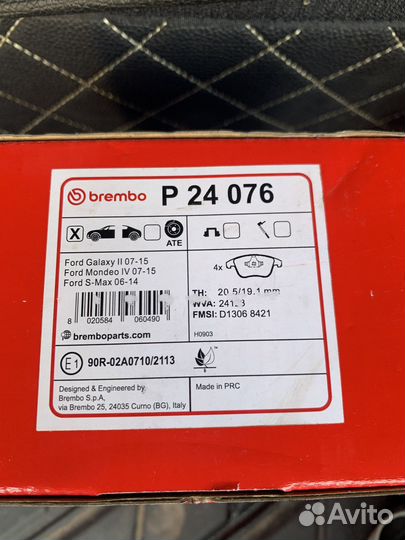 brembo P 24 076
X
ATE
Ford Galaxy II 07-15
Ford Mondeo IV 07-15
Ford S-Max 06-14
4x
TH: 20.5/19.1 mm
WVA:
FMSI: D1306 8421
8 020584 060490
bremboparts.com
H0903
E1 90R-02A0710/2113
Designed & Engineered by
Brembo S.p.A.
via Brembo 25, 24035 Curno (BG), Italy
Made in PRC
Avito